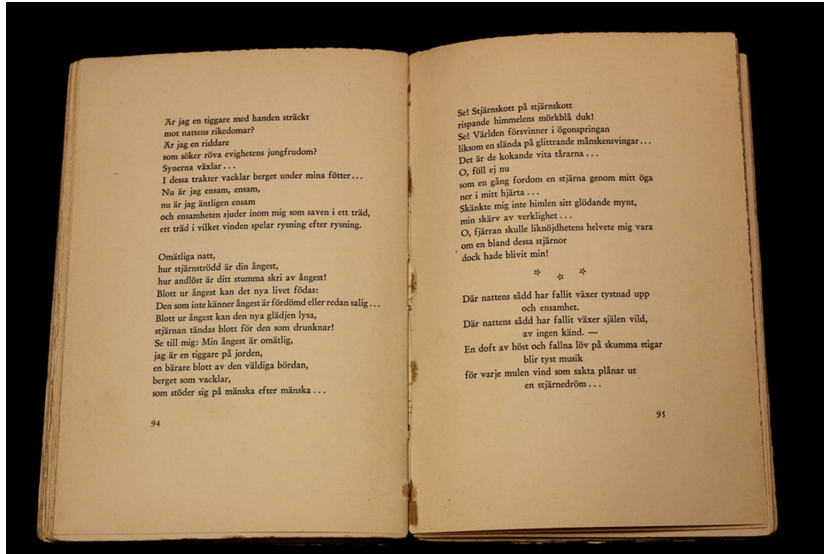 Är jag en tiggare med handen sträckt
mot nattens rikedomar?
Är jag en riddare
som söker röva evighetens jungfrudom?
Synerna växlar...
I dessa trakter vacklar berget under mina fötter...
Nu är jag ensam, ensam,
nu är jag äntligen ensam
och ensamheten sjuder inom mig som saven i ett träd,
ett träd i vilket vinden spelar rysning efter rysning.
Omätliga natt,
hur stjärnströdd är din ångest,
hur andlöst är ditt stumma skri av ångest!
Blott ur ångest kan det nya livet födas:
Den som inte känner ångest är fördömd eller redan salig...
Blott ur ångest kan den nya glädjen lysa,
stjärnan tändas blott för den som drunknar!
Se till mig: Min ångest är omätlig,
jag är en tiggare på jorden,
en bärare blott av den väldiga bördan,
berget som vacklar,
som stöder sig på mänska efter mänska...
94
Se! Stjärnskott på stjärnskott
rispande himmelens mörkblå duk!
Se! Världen försvinner i ögonspringan
liksom en slända på glittrande månskensvingar...
Det är de kokande vita tårarna...
O, föll ej nu
som en gång fordom en stjärna genom mitt öga
ner i mitt hjärta...
Skänkte mig inte himlen sitt glödande mynt,
min skärv av verklighet...
O, fjärran skulle liknöjdhetens helvete mig vara
om en bland dessa stjärnor
dock hade blivit min!
* * *
Där nattens sådd har fallit växer tystnad upp
och ensamhet.
Där nattens sådd har fallit växer själen vild,
av ingen känd. —
En doft av höst och fallna löv på skumma stigar
blir tyst musik
för varje mulen vind som sakta plånar ut
en stjärnedröm...
95